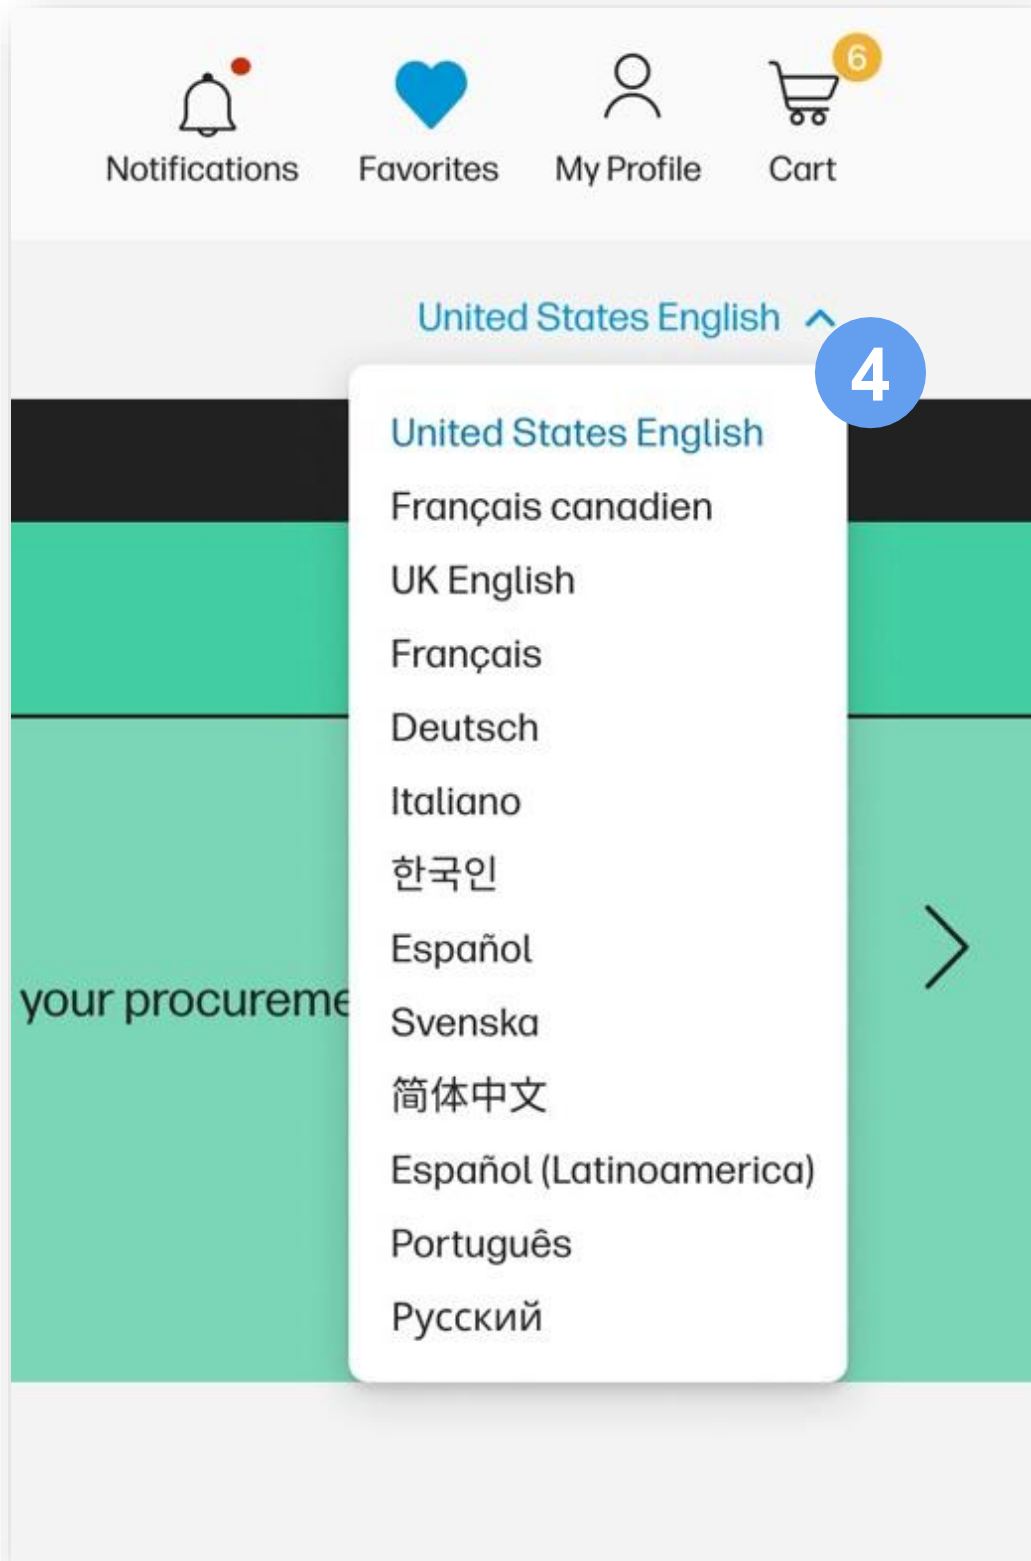 6
Notifications
Favorites
My Profile
Cart
United States English
4
United States English
Français canadien
UK English
Français
Deutsch
Italiano
한국인
Español
Svenska
简体中文
Español (Latinoamerica)
Português
Русский
your procureme